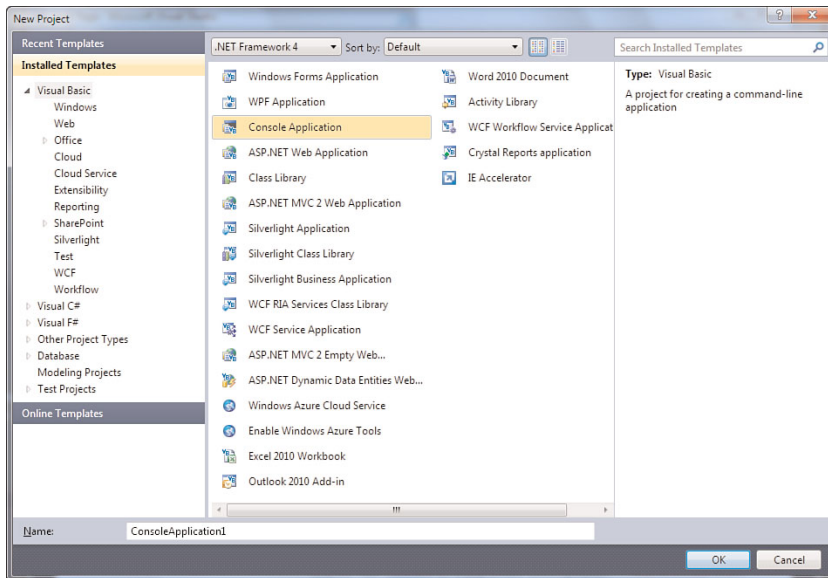 New Project
Recent Templates
Installed Templates
Visual Basic
Windows
Web
Office
Cloud
Cloud Service
Extensibility
Reporting
SharePoint
Silverlight
Test
WCF
Workflow
Visual C#
Visual F#
Other Project Types
Database
Modeling Projects
Test Projects
Online Templates
.NET Framework 4
Sort by: Default
Windows Forms Application
WPF Application
Console Application
ASP.NET Web Application
Class Library
ASP.NET MVC 2 Web Application
Silverlight Application
Silverlight Class Library
Silverlight Business Application
WCF RIA Services Class Library
WCF Service Application
ASP.NET MVC 2 Empty Web...
ASP.NET Dynamic Data Entities Web...
Windows Azure Cloud Service
Enable Windows Azure Tools
Excel 2010 Workbook
Outlook 2010 Add-in
Word 2010 Document
Activity Library
WCF Workflow Service Applicat
Crystal Reports application
IE Accelerator
Search Installed Templates
Type: Visual Basic
A project for creating a command-line
application
Name: ConsoleApplication1
OK Cancel